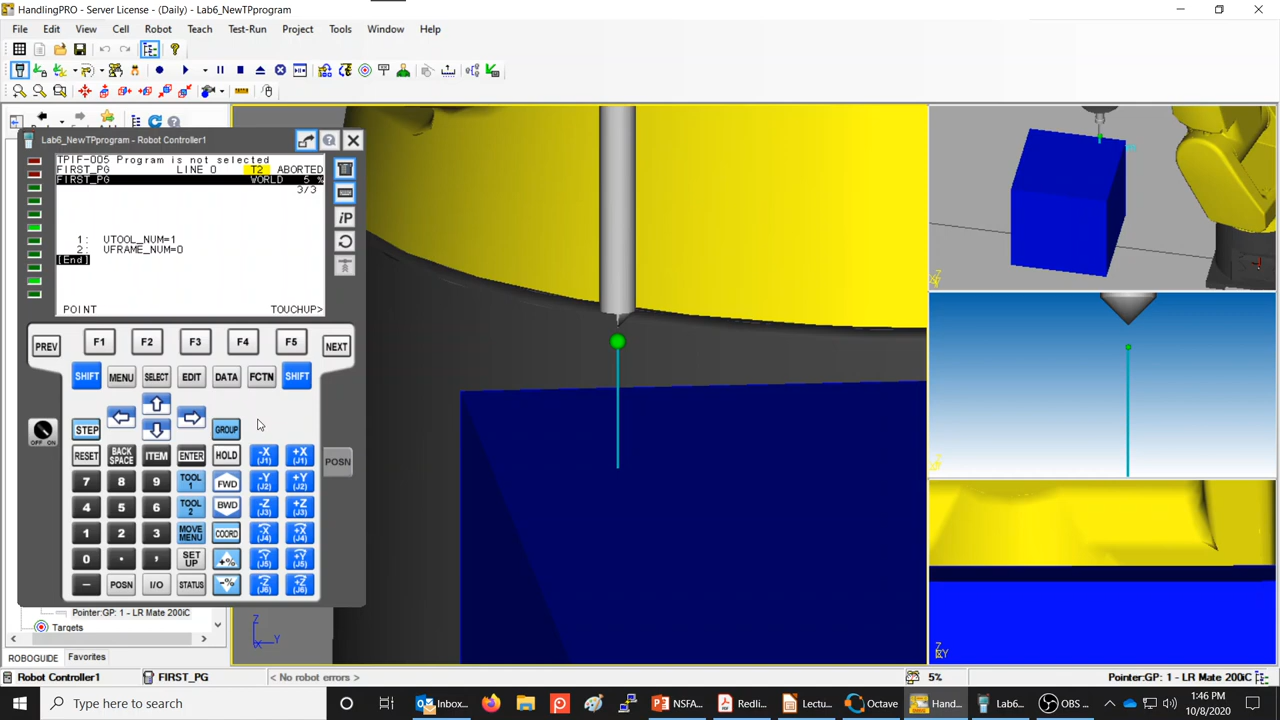 HandlingPRO - Server License - (Daily) - Lab6_NewTPprogram
File Edit View Cell Robot Teach Test-Run Project Tools Window Help
Lab6_NewTPprogram - Robot Controller1
TPIF-005 Program is not selected
FIRST_PG LINE 0 T2 ABORTED
FIRST_PG WORLD 5 %
3/3
1: UTOOL_NUM=1
2: UFRAME_NUM=0
[End]
POINT TOUCHUP>
iP
PREV F1 F2 F3 F4 F5 NEXT
SHIFT MENU SELECT EDIT DATA FCTN SHIFT
OFF ON
STEP GROUP
RESET BACK SPACE ITEM ENTER HOLD -X (J1) +X (J1) POSN
7 8 9 TOOL 1 FWD -Y (J2) +Y (J2)
4 5 6 TOOL 2 BWD -Z (J3) +Z (J3)
1 2 3 MOVE MENU COORD -X (J4) +X (J4)
0 . , SET UP +% -Y (J5) +Y (J5)
- POSN I/O STATUS -% -Z (J6) +Z (J6)
Pointer:GP: 1 - LR Mate 200iC
Targets
ROBOGUIDE Favorites
Z
Y
X
Robot Controller1 FIRST_PG < No robot errors > 5% Pointer:GP: 1 - LR Mate 200iC
Type here to search
Inbox... NSFA... Redli... Lectu... Octave Hand... Lab6... OBS ...
1:46 PM
10/8/2020